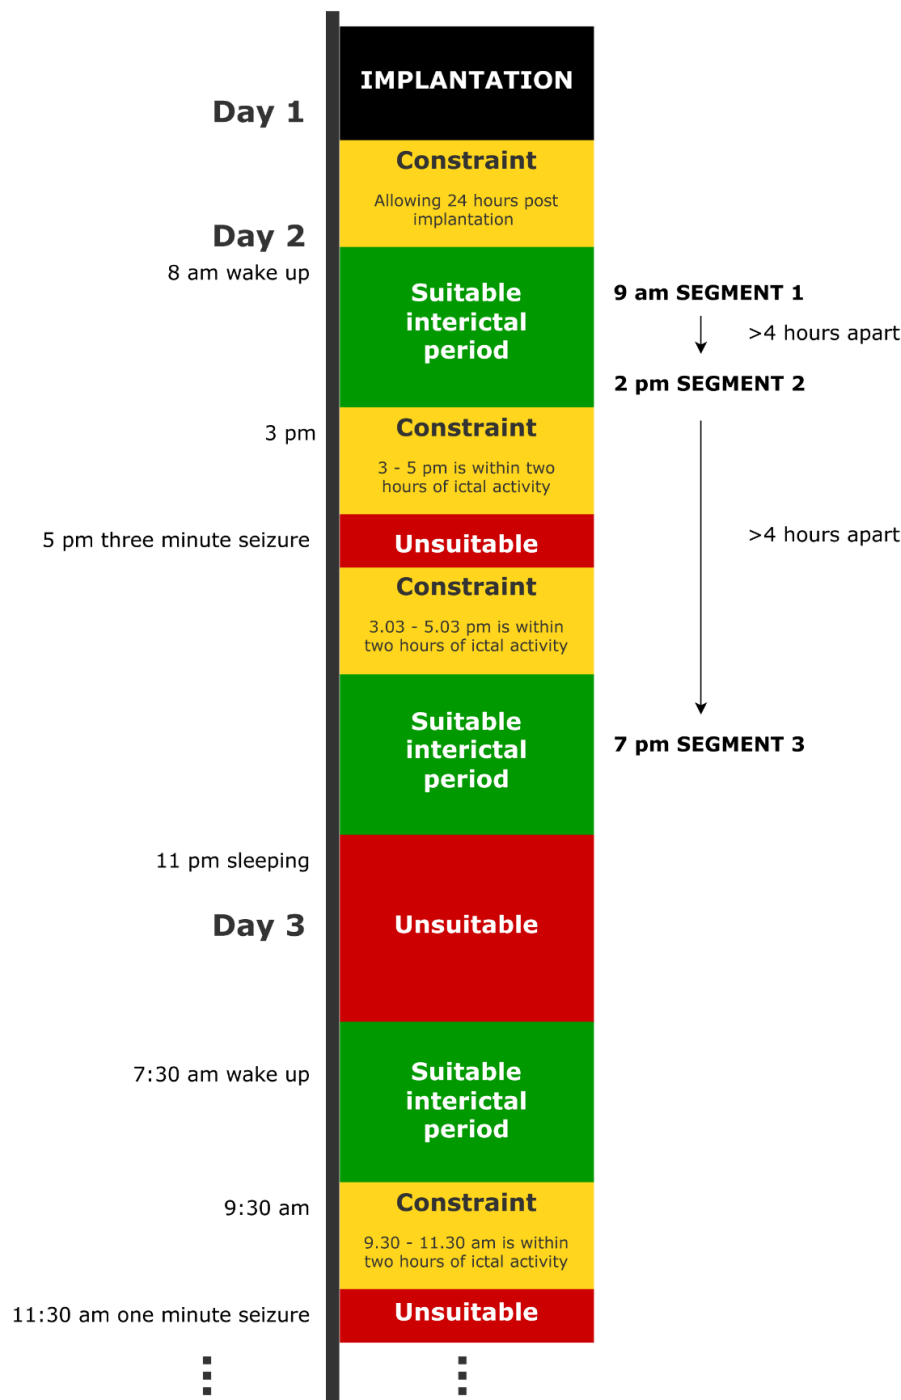 IMPLANTATION
Day 1
Constraint
Allowing 24 hours post
implantation
Day 2
8 am wake up
Suitable
interictal
period
9 am SEGMENT 1
>4 hours apart
2 pm SEGMENT 2
3 pm
Constraint
3 - 5 pm is within two
hours of ictal activity
>4 hours apart
5 pm three minute seizure
Unsuitable
Constraint
3.03 - 5.03 pm is within
two hours of ictal activity
Suitable
interictal
period
7 pm SEGMENT 3
11 pm sleeping
Day 3
Unsuitable
7:30 am wake up
Suitable
interictal
period
9:30 am
Constraint
9.30 - 11.30 am is within
two hours of ictal activity
11:30 am one minute seizure
Unsuitable